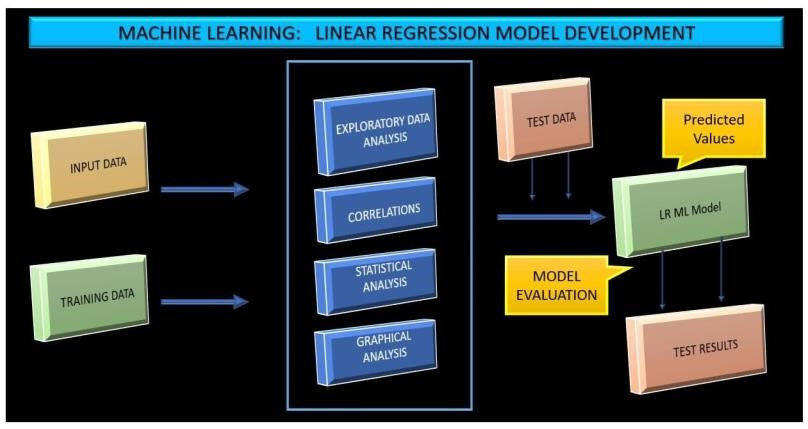 MACHINE LEARNING: LINEAR REGRESSION MODEL DEVELOPMENT
INPUT DATA
TRAINING DATA
EXPLORATORY DATA
ANALYSIS
CORRELATIONS
STATISTICAL
ANALYSIS
GRAPHICAL
ANALYSIS
TEST DATA
Predicted
Values
LR ML Model
MODEL
EVALUATION
TEST RESULTS